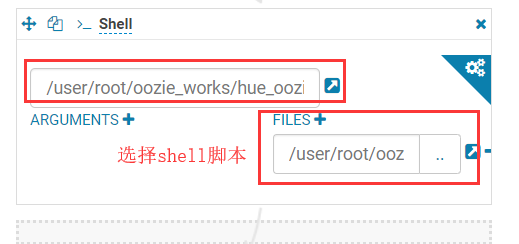 >_ Shell
/user/root/oozie_works/hue_oozi
ARGUMENTS
FILES
/user/root/ooz
..
选择shell脚本